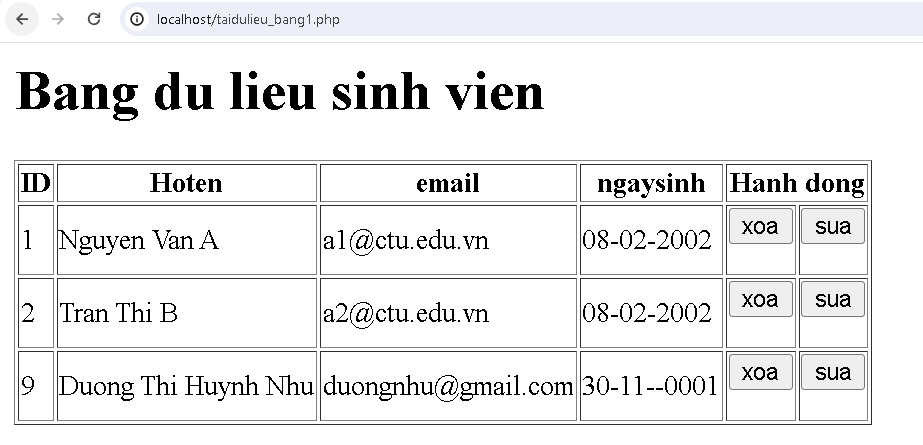 localhost/taidulieu_bang1.php
Bang du lieu sinh vien
ID Hoten email ngaysinh Hanh dong
1 Nguyen Van A a1@ctu.edu.vn 08-02-2002 xoa sua
2 Tran Thi B a2@ctu.edu.vn 08-02-2002 xoa sua
9 Duong Thi Huynh Nhu duongnhu@gmail.com 30-11--0001 xoa sua